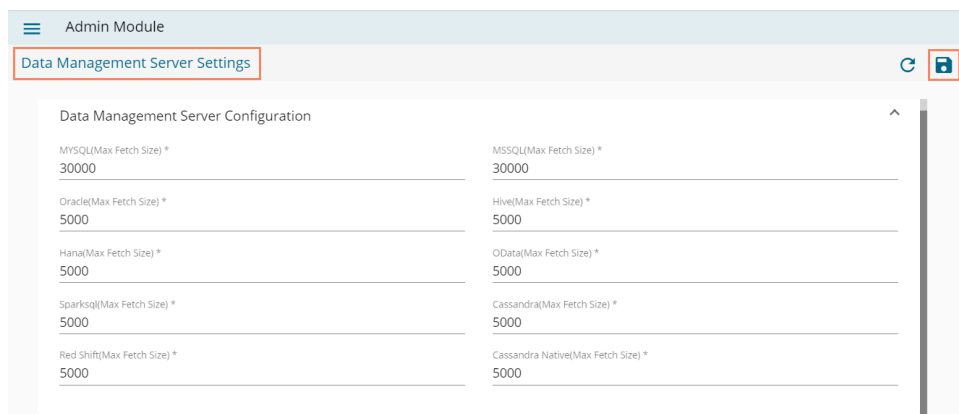 Admin Module
Data Management Server Settings
Data Management Server Configuration
MYSQL(Max Fetch Size) *
30000
MSSQL(Max Fetch Size) *
30000
Oracle(Max Fetch Size) *
5000
Hive(Max Fetch Size) *
5000
Hana(Max Fetch Size) *
5000
OData(Max Fetch Size) *
5000
Sparksql(Max Fetch Size) *
5000
Cassandra(Max Fetch Size) *
5000
Red Shift(Max Fetch Size) *
5000
Cassandra Native(Max Fetch Size) *
5000